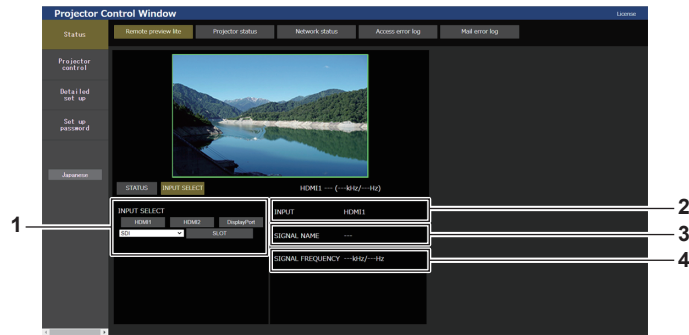 Projector Control Window
License
Status
Remote preview lite
Projector status
Network status
Access error log
Mail error log
Projector
control
Detailed
set up
Set up
password
Japanese
STATUS
INPUT SELECT
HDMI1 --- (---kHz/---Hz)
1
INPUT SELECT
HDMI1
HDMI2
DisplayPort
SDI
SLOT
INPUT HDMI1
2
SIGNAL NAME ---
3
SIGNAL FREQUENCY ---kHz/---Hz
4